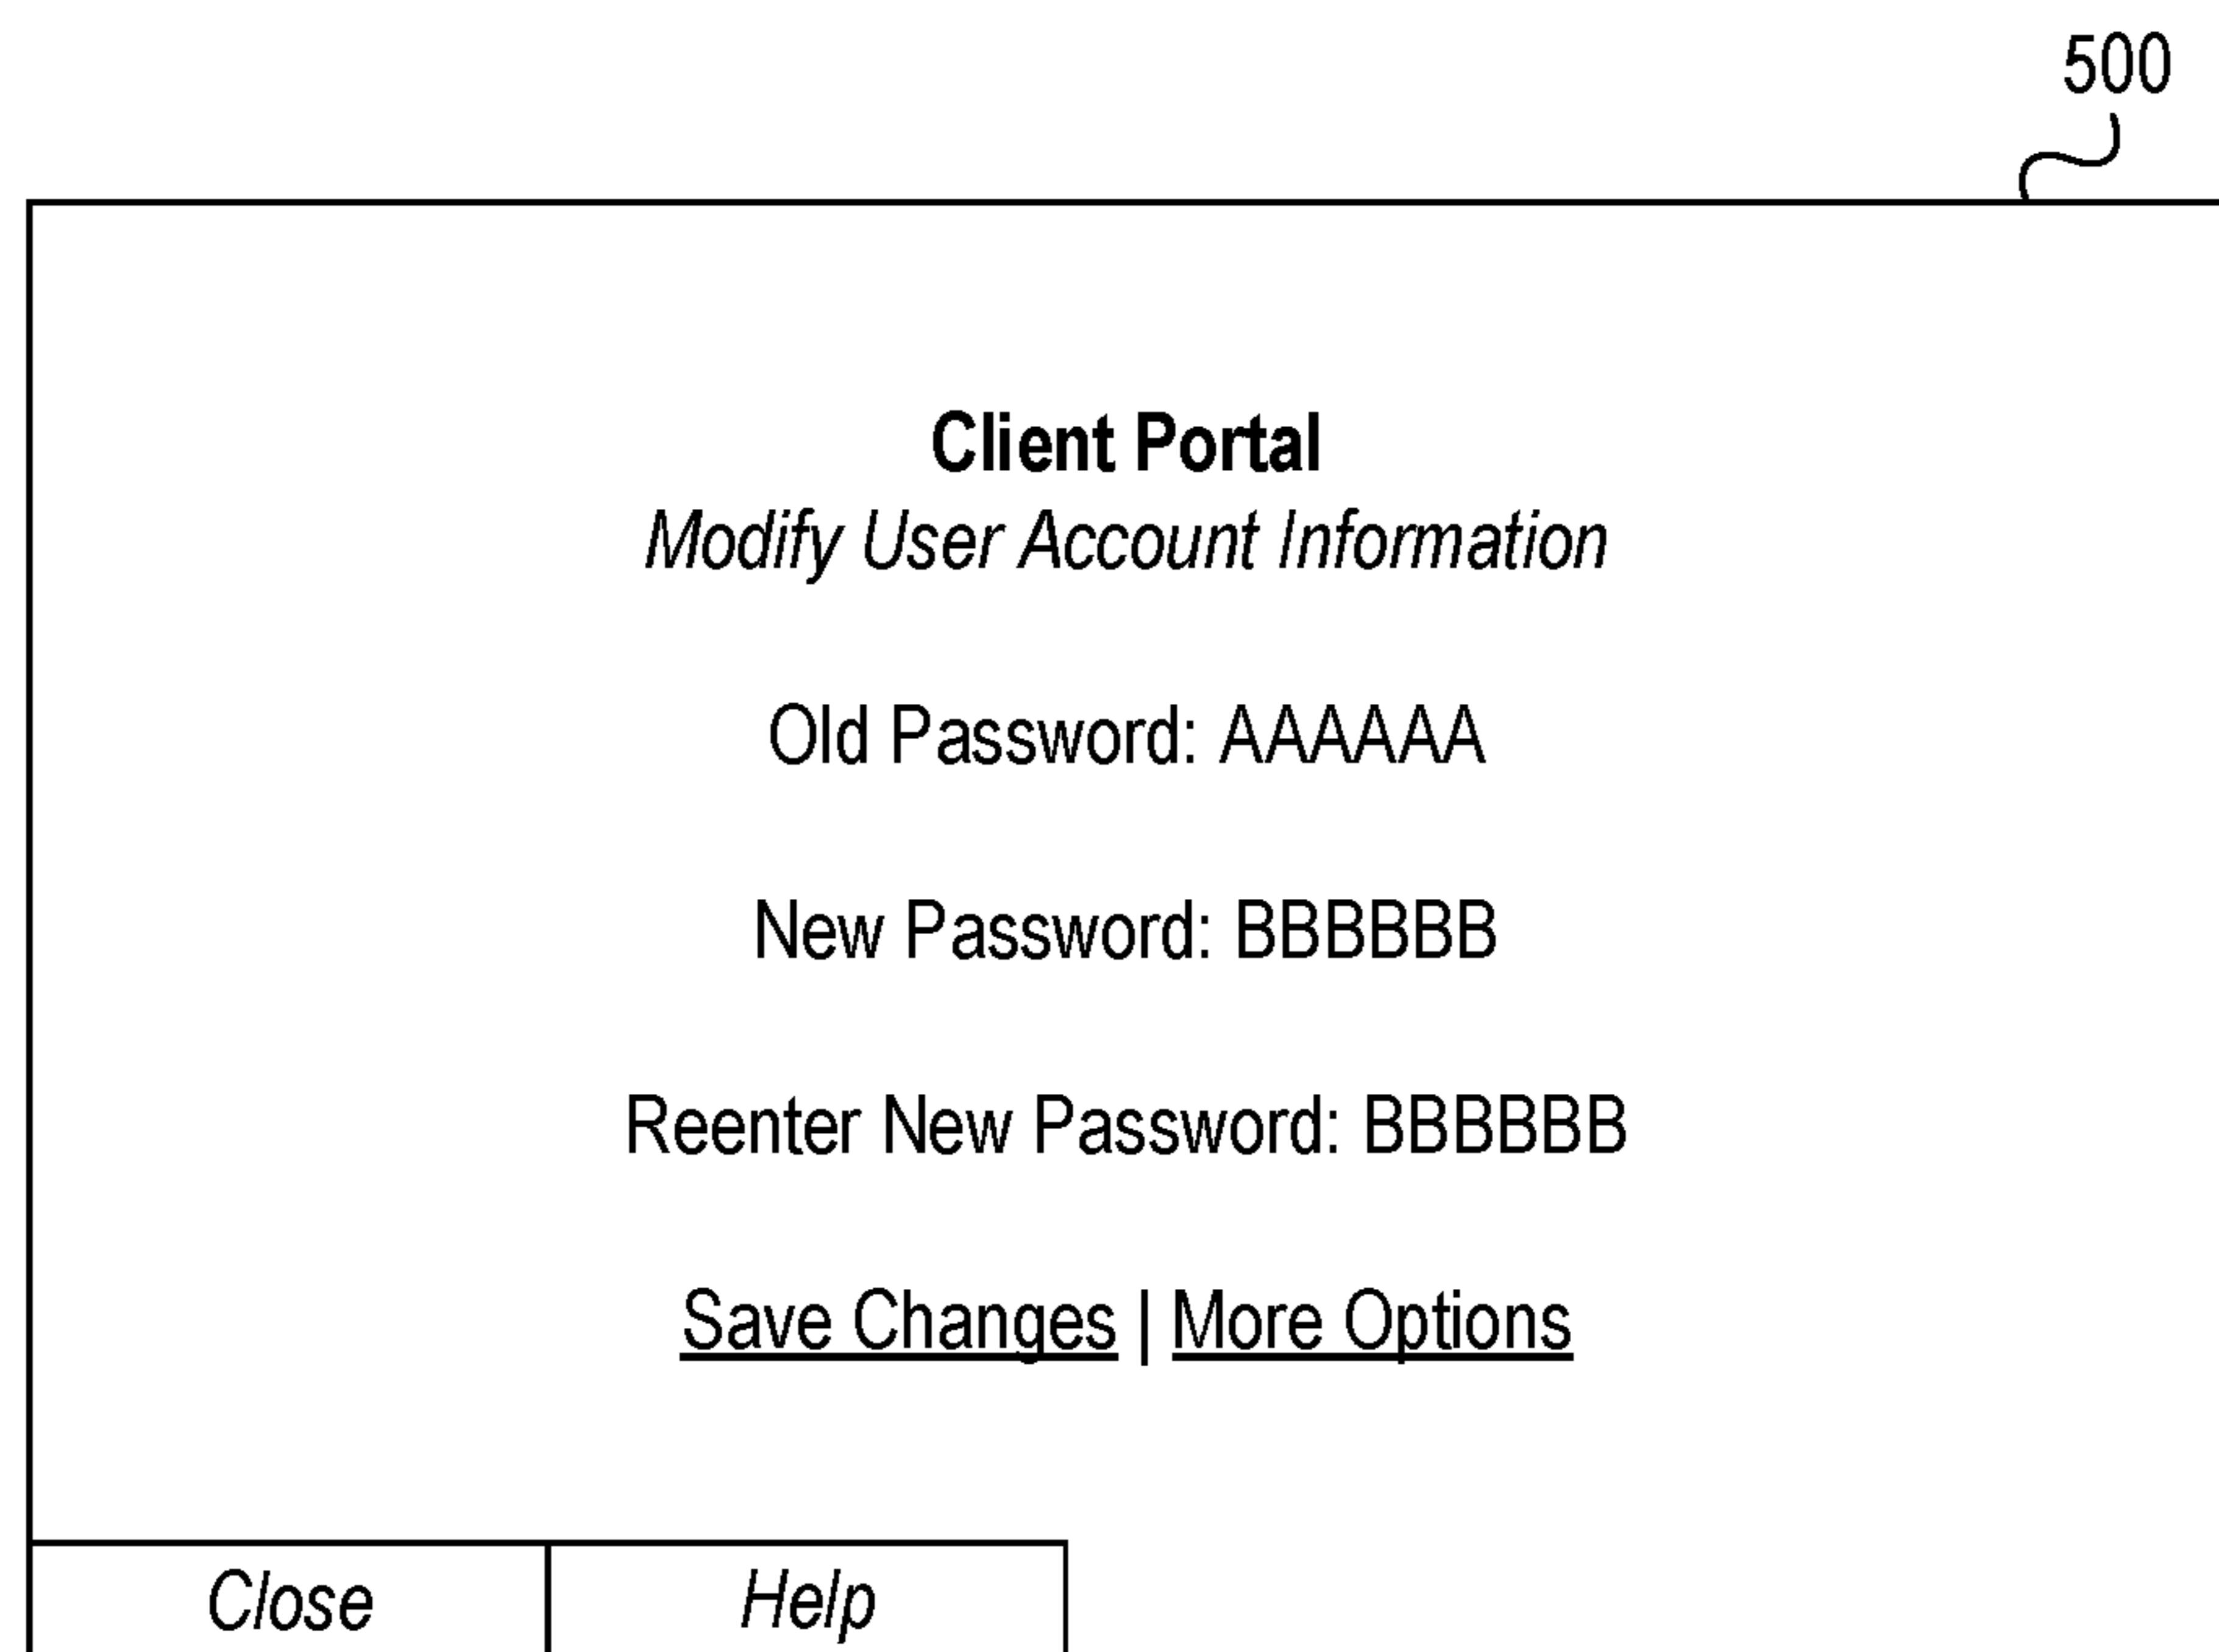 500
Client Portal
Modify User Account Information
Old Password: AAAAAA
New Password: BBBBBB
Reenter New Password: BBBBBB
Save Changes | More Options
Close
Help